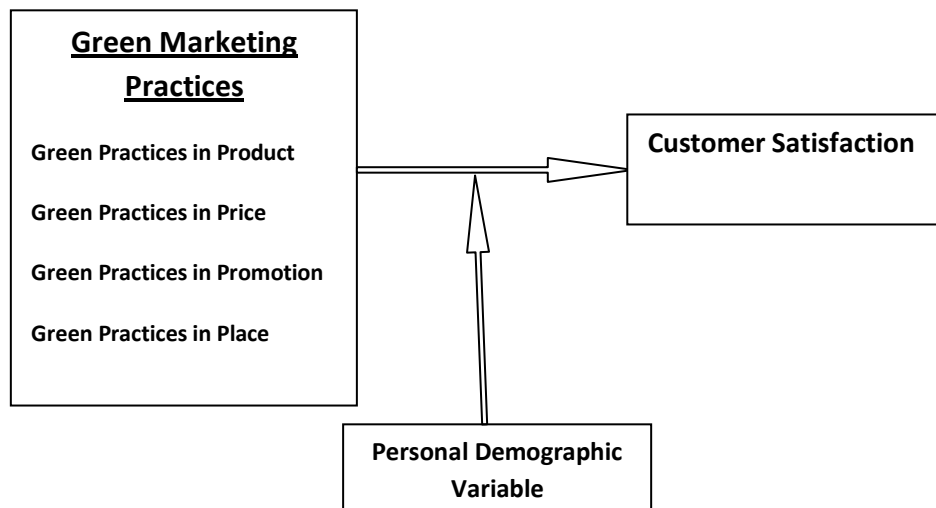 Green Marketing
Practices
Green Practices in Product
Green Practices in Price
Green Practices in Promotion
Green Practices in Place
Customer Satisfaction
Personal Demographic
Variable